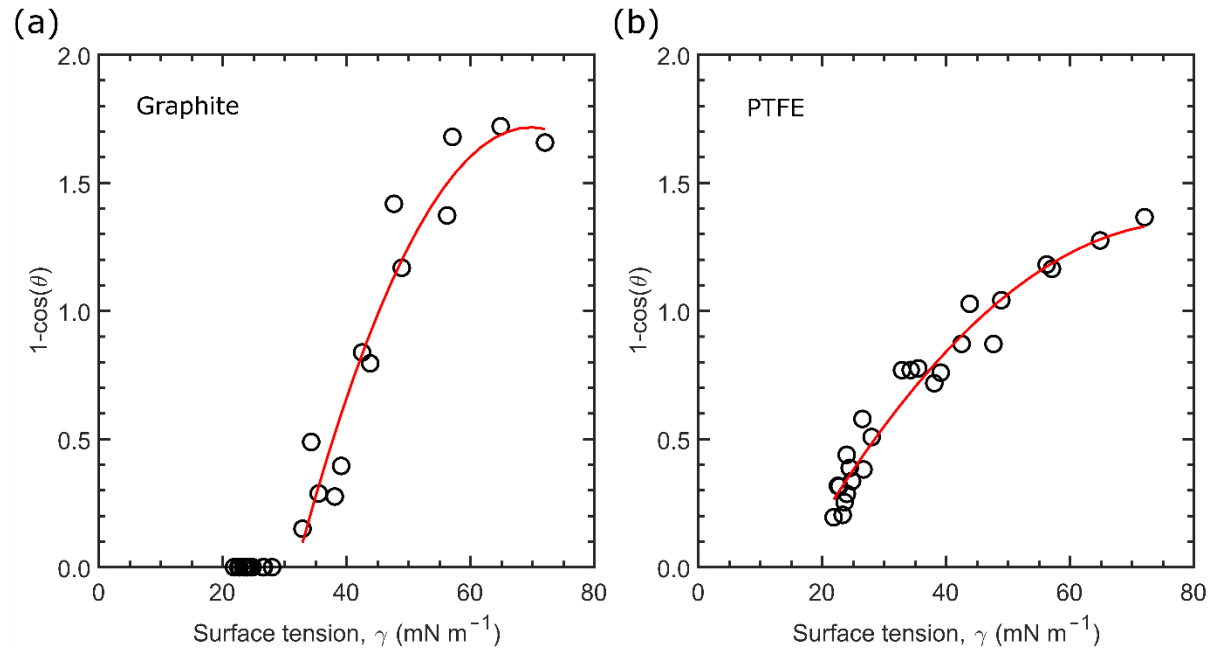 (a)
Graphite
2.0
1.5
1.0
0.5
0.0
1-cos(θ)
0
20
40
60
80
Surface tension, γ (mN m⁻¹)
(b)
PTFE
2.0
1.5
1.0
0.5
0.0
1-cos(θ)
0
20
40
60
80
Surface tension, γ (mN m⁻¹)